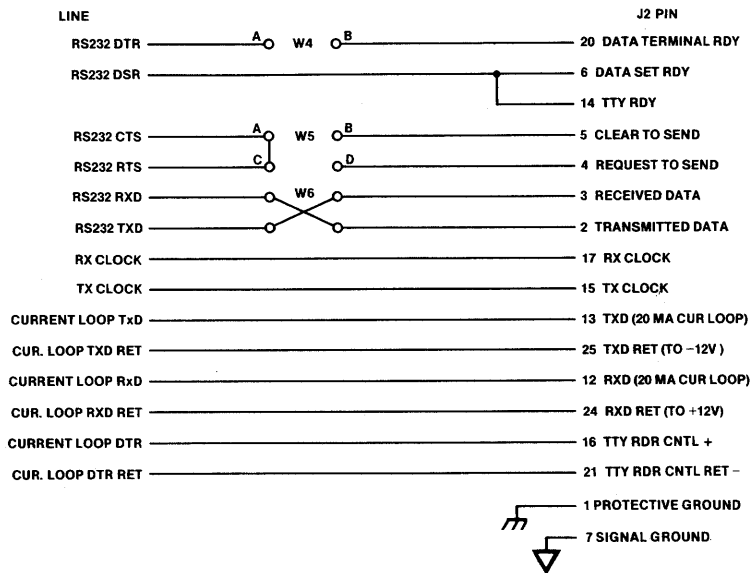 LINE J2 PIN
RS232 DTR A W4 B 20 DATA TERMINAL RDY
RS232 DSR 6 DATA SET RDY
14 TTY RDY
RS232 CTS A W5 B 5 CLEAR TO SEND
RS232 RTS C D 4 REQUEST TO SEND
RS232 RXD W6 3 RECEIVED DATA
RS232 TXD 2 TRANSMITTED DATA
RX CLOCK 17 RX CLOCK
TX CLOCK 15 TX CLOCK
CURRENT LOOP TxD 13 TXD (20 MA CUR LOOP)
CUR. LOOP TXD RET 25 TXD RET (TO −12V )
CURRENT LOOP RxD 12 RXD (20 MA CUR LOOP)
CUR. LOOP RXD RET 24 RXD RET (TO +12V)
CURRENT LOOP DTR 16 TTY RDR CNTL +
CUR. LOOP DTR RET 21 TTY RDR CNTL RET −
1 PROTECTIVE GROUND
7 SIGNAL GROUND